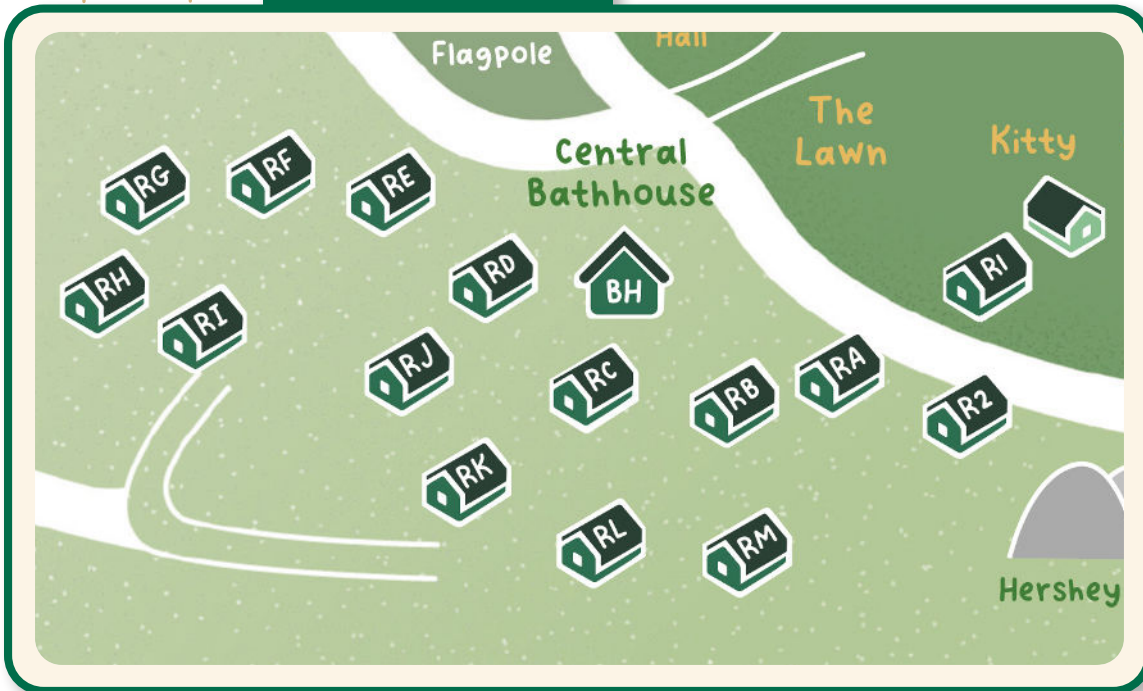 Flagpole
Hall
The
Lawn
Kitty
Central
Bathhouse
RG
RF
RE
RH
RI
RD
BH
R1
RJ
RC
RB
RA
R2
RK
RL
RM
Hershey